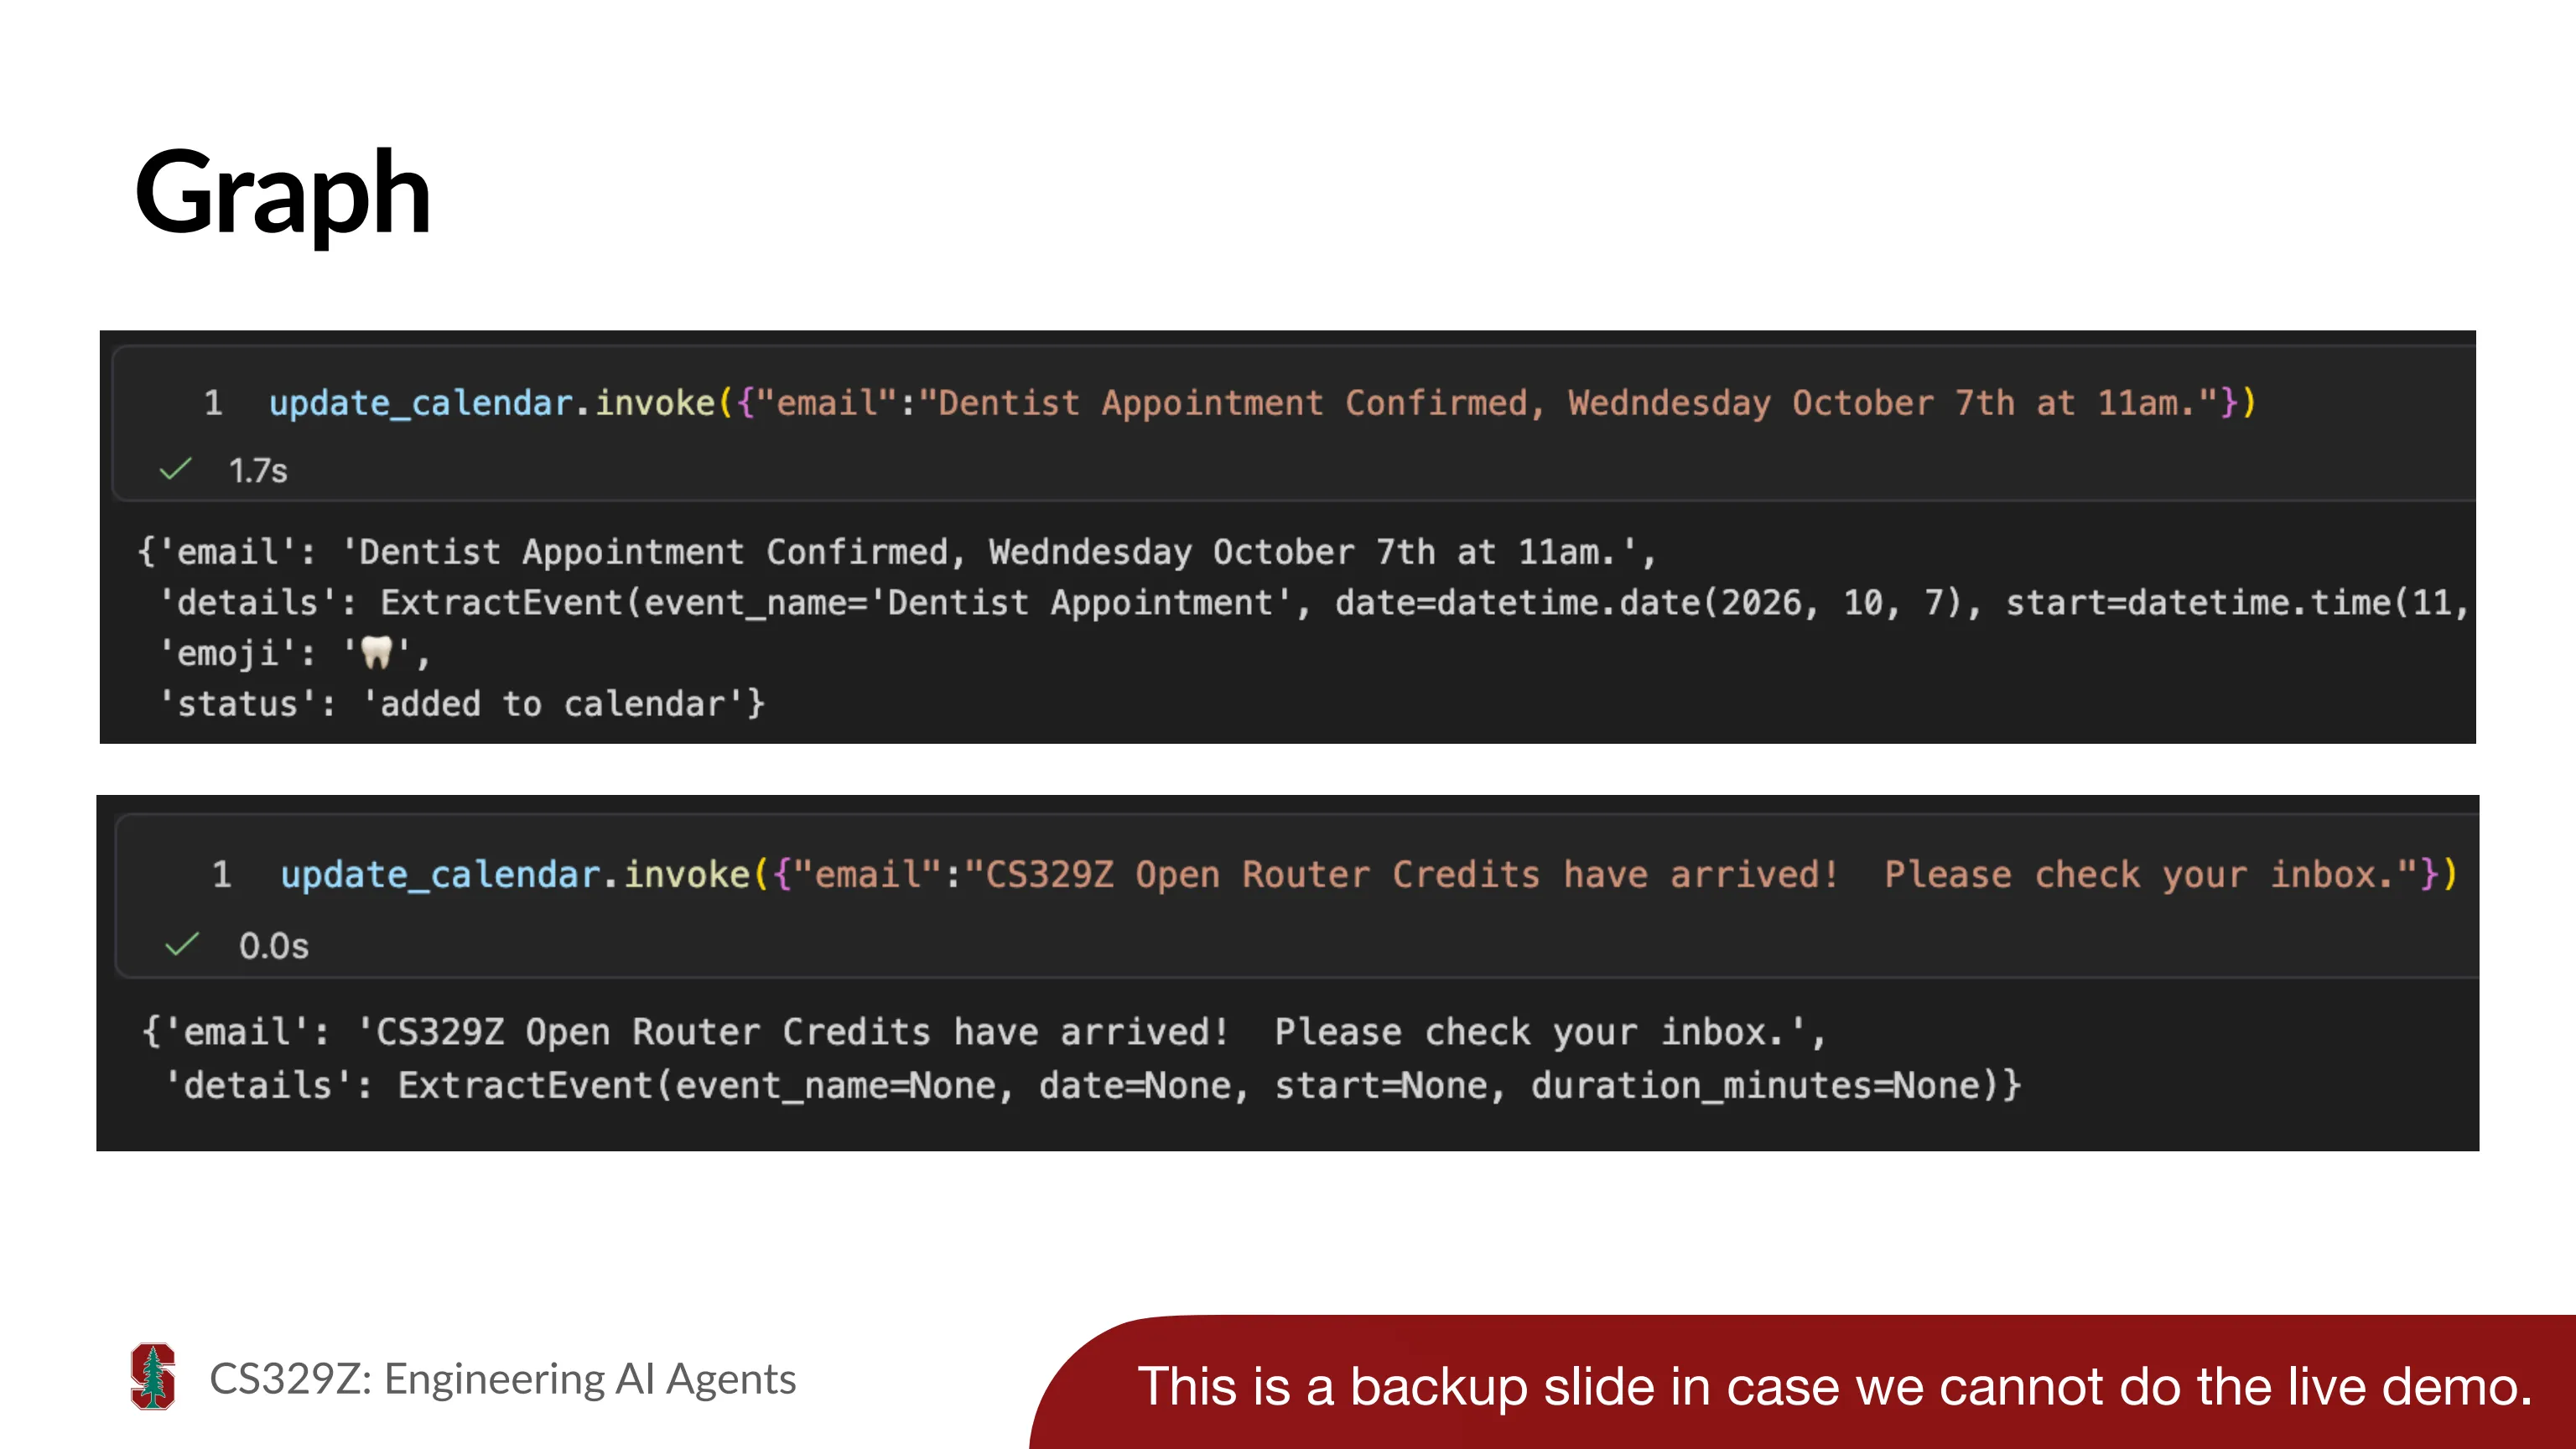 Graph
1 update_calendar.invoke({"email":"Dentist Appointment Confirmed, Wedndesday October 7th at 11am."})
1.7s
{'email': 'Dentist Appointment Confirmed, Wedndesday October 7th at 11am.',
'details': ExtractEvent(event_name='Dentist Appointment', date=datetime.date(2026, 10, 7), start=datetime.time(11,
'emoji': '🦷',
'status': 'added to calendar'}
1 update_calendar.invoke({"email":"CS329Z Open Router Credits have arrived!  Please check your inbox."})
0.0s
{'email': 'CS329Z Open Router Credits have arrived!  Please check your inbox.',
'details': ExtractEvent(event_name=None, date=None, start=None, duration_minutes=None)}
CS329Z: Engineering AI Agents
This is a backup slide in case we cannot do the live demo.